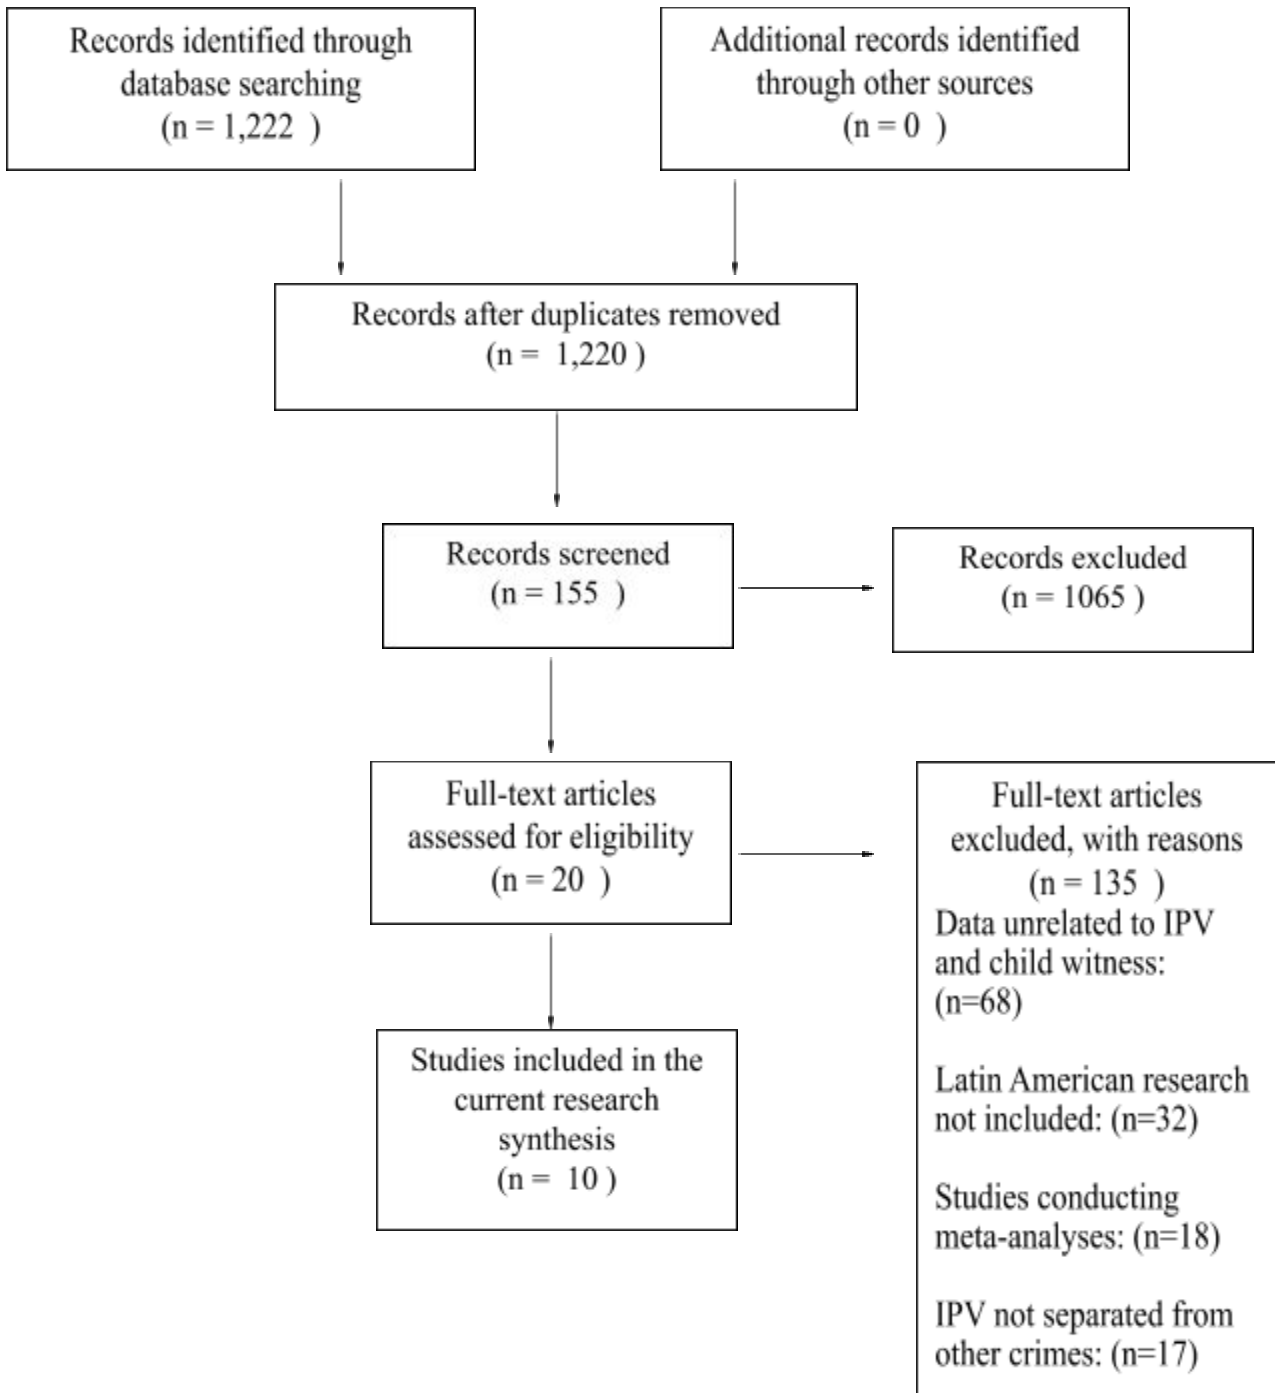 Records identified through
database searching
(n = 1,222  )
Additional records identified
through other sources
(n = 0  )
Records after duplicates removed
(n =  1,220 )
Records screened
(n = 155  )
Records excluded
(n = 1065 )
Full-text articles
assessed for eligibility
(n = 20  )
Full-text articles
excluded, with reasons
(n = 135  )
Data unrelated to IPV
and child witness:
(n=68)
Latin American research
not included: (n=32)
Studies conducting
meta-analyses: (n=18)
IPV not separated from
other crimes: (n=17)
Studies included in the
current research
synthesis
(n =  10 )